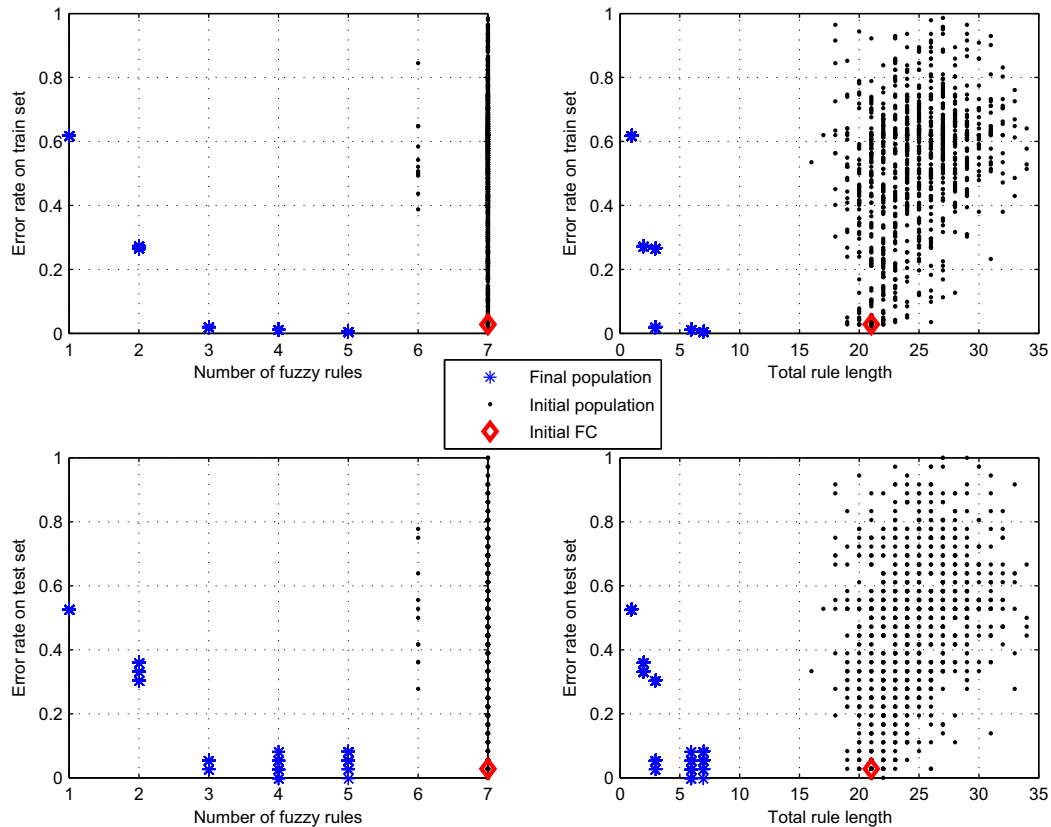 1
0.8
0.6
0.4
0.2
0
Error rate on train set
1 2 3 4 5 6 7
Number of fuzzy rules
1
0.8
0.6
0.4
0.2
0
Error rate on train set
0 5 10 15 20 25 30 35
Total rule length
Final population
Initial population
Initial FC
1
0.8
0.6
0.4
0.2
0
Error rate on test set
1 2 3 4 5 6 7
Number of fuzzy rules
1
0.8
0.6
0.4
0.2
0
Error rate on test set
0 5 10 15 20 25 30 35
Total rule length